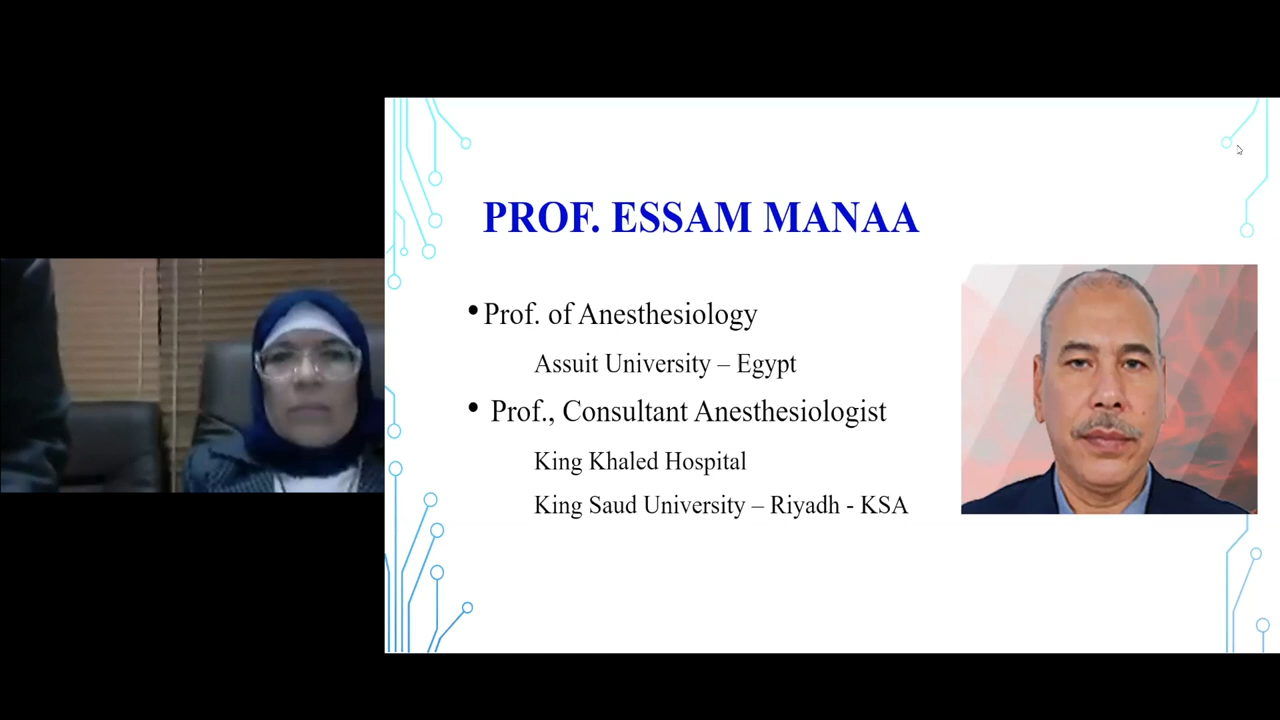 PROF. ESSAM MANAA
• Prof. of Anesthesiology
Assuit University – Egypt
• Prof., Consultant Anesthesiologist
King Khaled Hospital
King Saud University – Riyadh - KSA